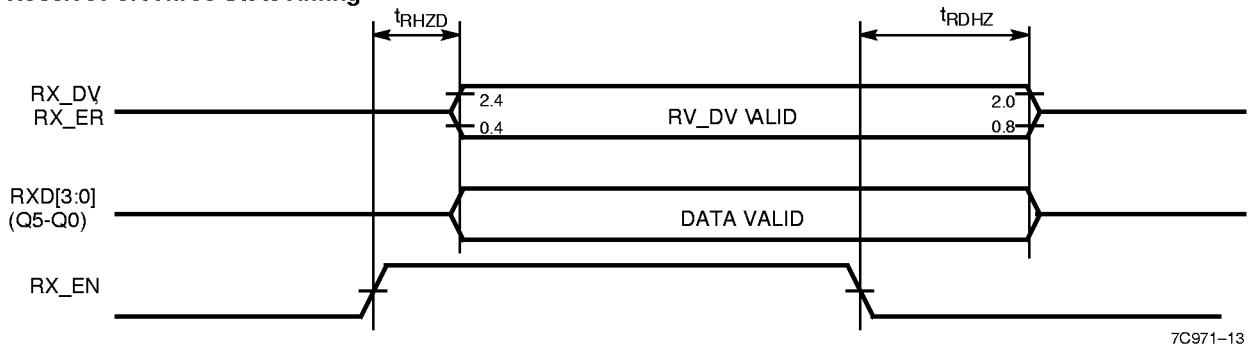 tRHZD
tRDHZ
RX_DV,
RX_ER
2.4
0.4
RV_DV VALID
2.0
0.8
RXD[3:0]
(Q5-Q0)
DATA VALID
RX_EN
7C971–13